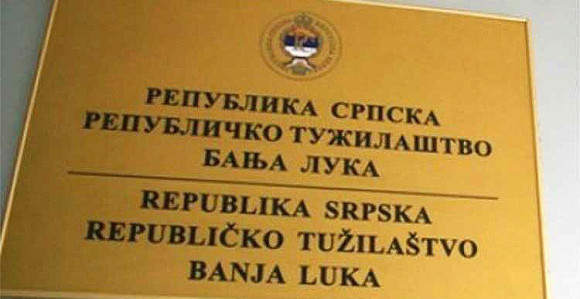 РЕПУБЛИКА СРПСКА
РЕПУБЛИЧКО ТУЖИЛАШТВО
БАЊА ЛУКА
REPUBLIKA SRPSKA
REPUBLIČKO TUŽILAŠTVO
BANJA LUKA